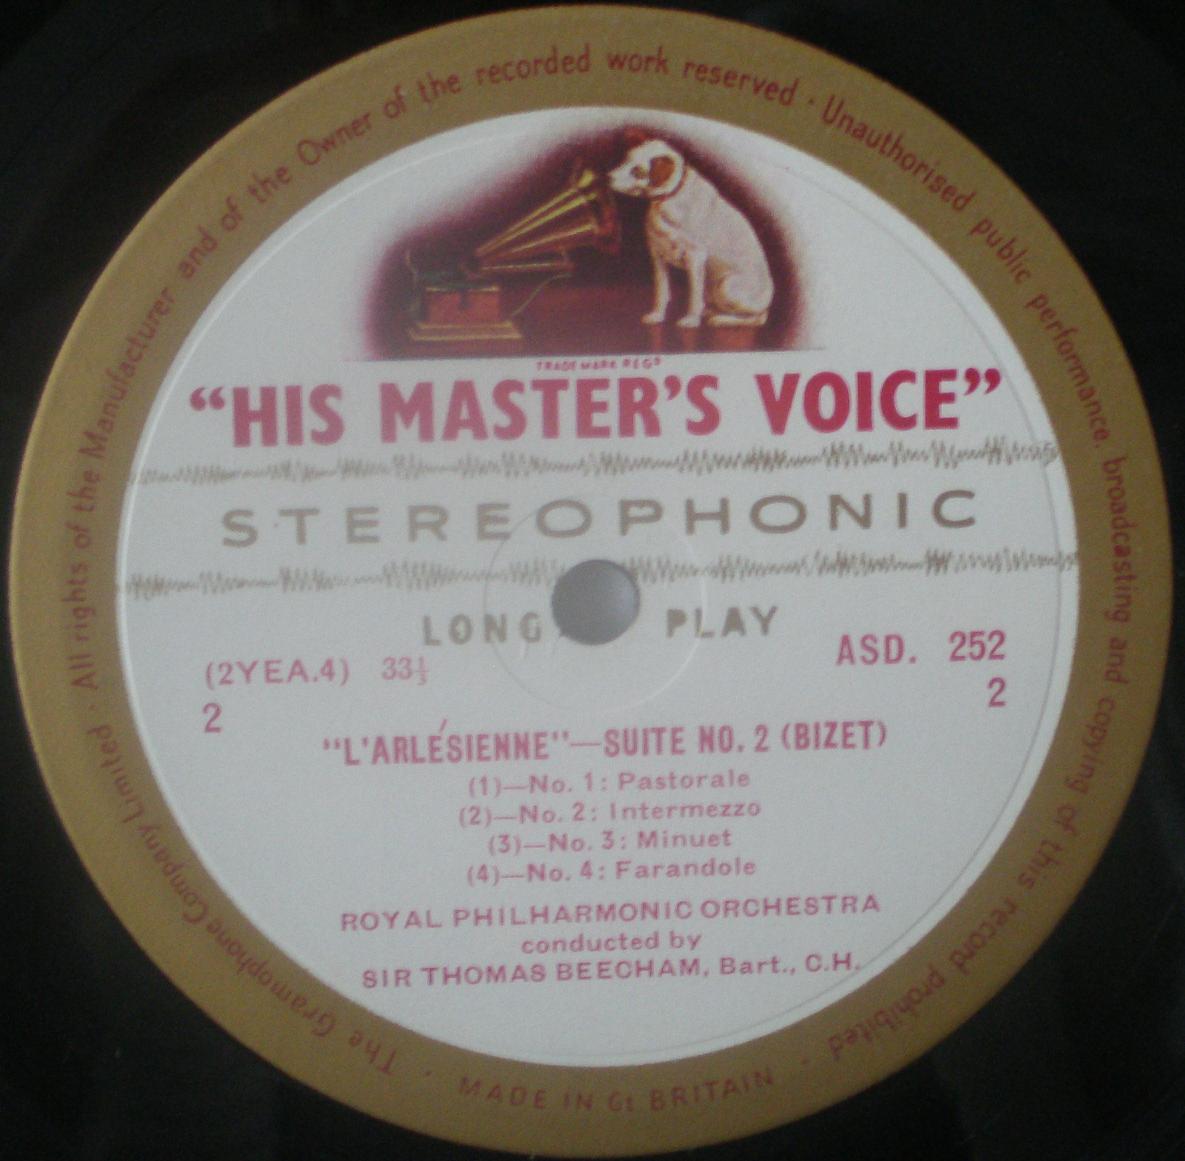 All rights of the Manufacturer and of the Owner of the recorded work reserved · Unauthorised public performance, broadcasting and copying of this record prohibited ·
TRADE MARK REGD
“HIS MASTER'S VOICE”
STEREOPHONIC
LONG PLAY
(2YEA.4) 33⅓ ASD. 252
2 2
“L'ARLÉSIENNE”—SUITE NO. 2 (BIZET)
(1)—No. 1: Pastorale
(2)—No. 2: Intermezzo
(3)—No. 3: Minuet
(4)—No. 4: Farandole
ROYAL PHILHARMONIC ORCHESTRA
conducted by
SIR THOMAS BEECHAM, Bart., C.H.
The Gramophone Company Limited ·
MADE IN Gt BRITAIN